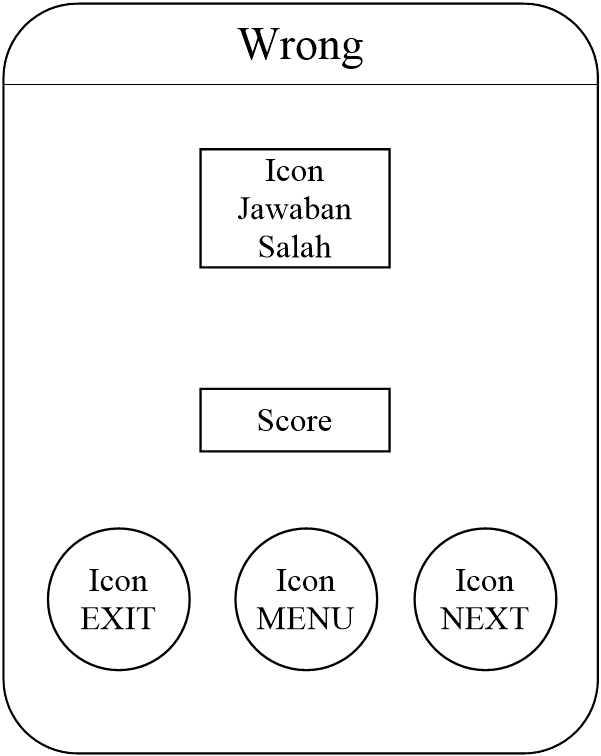 Wrong
Icon
Jawaban
Salah
Score
Icon
EXIT
Icon
MENU
Icon
NEXT